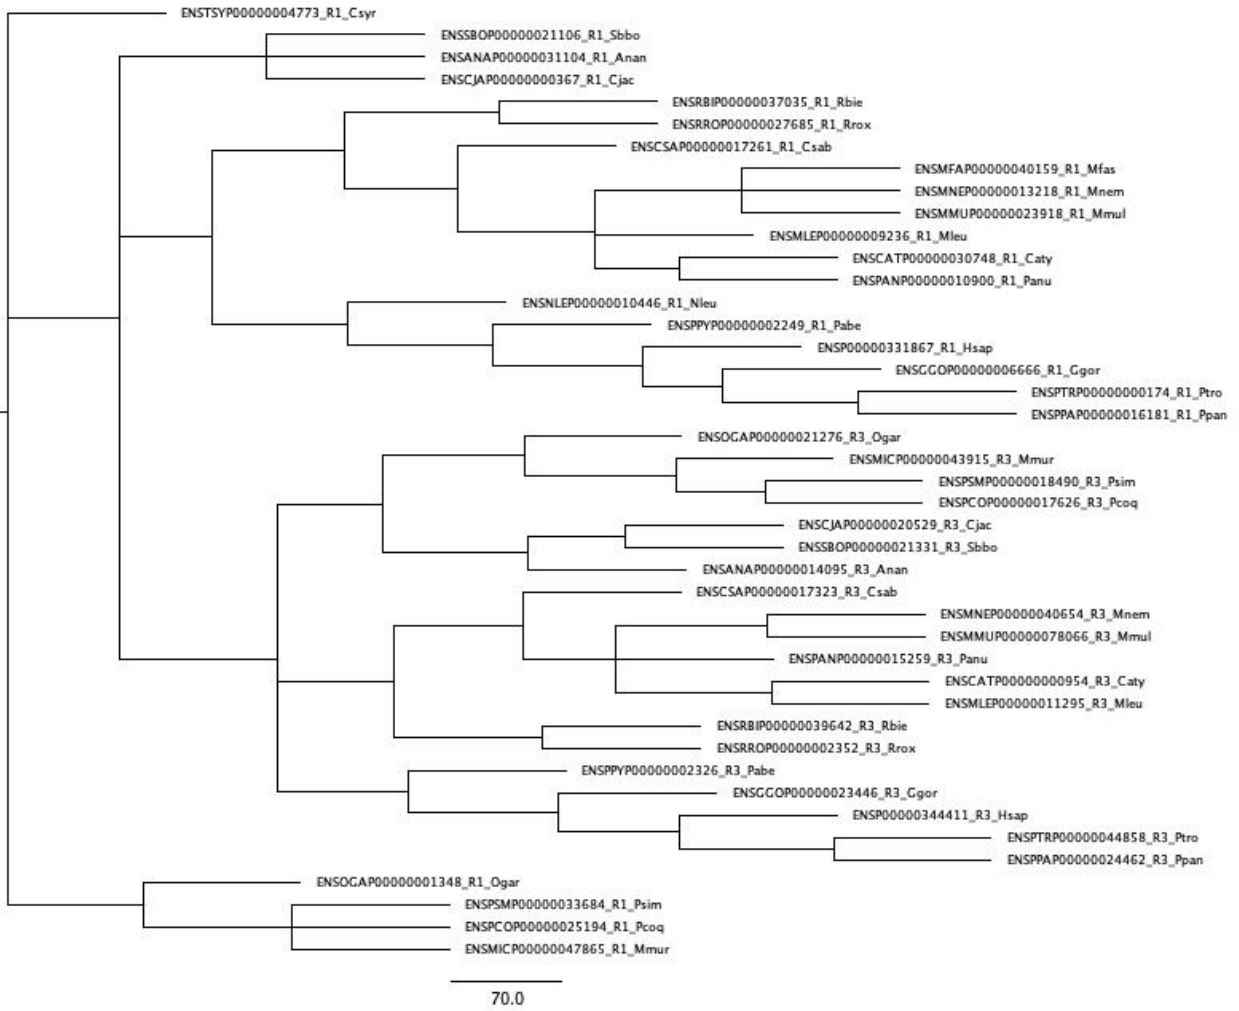 ENSTSYP00000004773_R1_Csyr
ENSSBOP00000021106_R1_Sbbo
ENSANAP00000031104_R1_Anan
ENSCJAP00000000367_R1_Cjac
ENSRBIP00000037035_R1_Rbie
ENSRROP00000027685_R1_Rrox
ENSCSAP00000017261_R1_Csab
ENSMFAP00000040159_R1_Mfas
ENSMNEP00000013218_R1_Mnem
ENSMMUP00000023918_R1_Mmul
ENSMLEP00000009236_R1_Mleu
ENSCATP00000030748_R1_Caty
ENSPANP00000010900_R1_Panu
ENSNLEP00000010446_R1_Nleu
ENSPPYP00000002249_R1_Pabe
ENSP00000331867_R1_Hsap
ENSGGOP00000006666_R1_Ggor
ENSPTRP00000000174_R1_Ptro
ENSPPAP00000016181_R1_Ppan
ENSOGAP00000021276_R3_Ogar
ENSMICP00000043915_R3_Mmur
ENSPSMP00000018490_R3_Psim
ENSPCOP00000017626_R3_Pcoq
ENSCJAP00000020529_R3_Cjac
ENSSBOP00000021331_R3_Sbbo
ENSANAP00000014095_R3_Anan
ENSCSAP00000017323_R3_Csab
ENSMNEP00000040654_R3_Mnem
ENSMMUP00000078066_R3_Mmul
ENSPANP00000015259_R3_Panu
ENSCATP00000000954_R3_Caty
ENSMLEP00000011295_R3_Mleu
ENSRBIP00000039642_R3_Rbie
ENSRROP00000002352_R3_Rrox
ENSPPYP00000002326_R3_Pabe
ENSGGOP00000023446_R3_Ggor
ENSP00000344411_R3_Hsap
ENSPTRP00000044858_R3_Ptro
ENSPPAP00000024462_R3_Ppan
ENSOGAP00000001348_R1_Ogar
ENSPSMP00000033684_R1_Psim
ENSPCOP00000025194_R1_Pcoq
ENSMICP00000047865_R1_Mmur
70.0